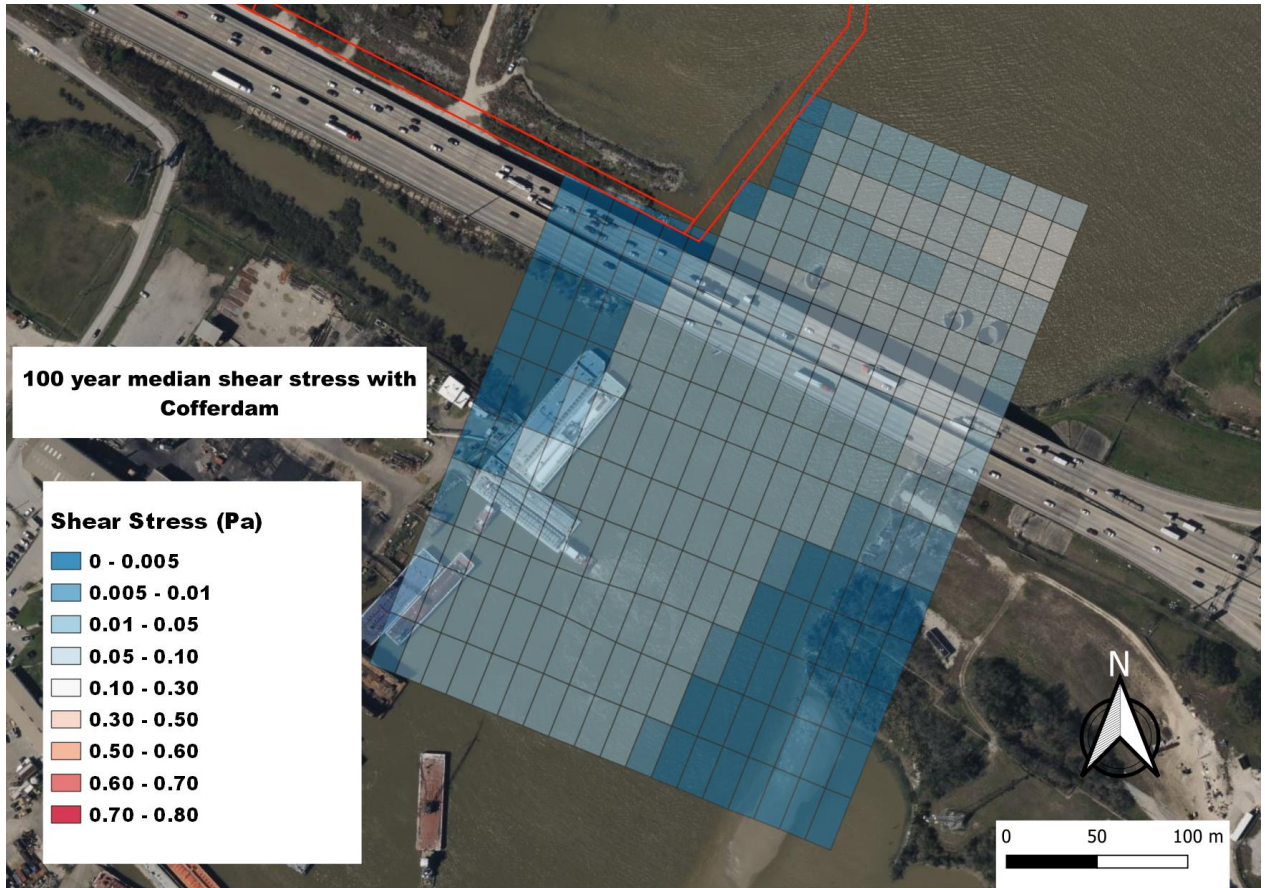 100 year median shear stress with
Cofferdam
Shear Stress (Pa)
0 - 0.005
0.005 - 0.01
0.01 - 0.05
0.05 - 0.10
0.10 - 0.30
0.30 - 0.50
0.50 - 0.60
0.60 - 0.70
0.70 - 0.80
N
0 50 100 m